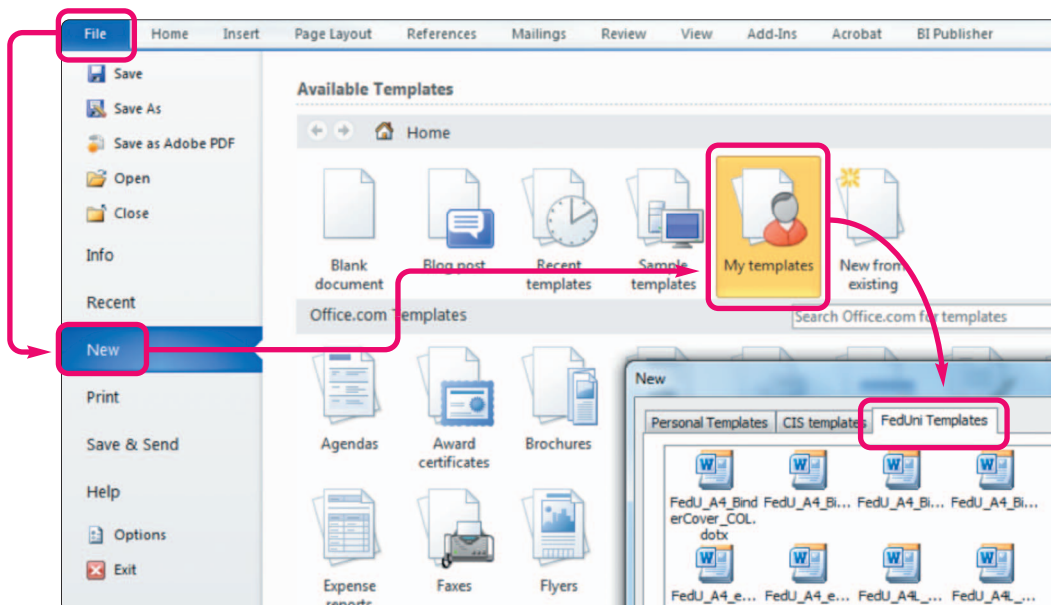 File Home Insert Page Layout References Mailings Review View Add-Ins Acrobat BI Publisher
Save
Save As
Save as Adobe PDF
Open
Close
Info
Recent
New
Print
Save & Send
Help
Options
Exit
Available Templates
Home
Blank
document
Blog post
Recent
templates
Sample
templates
My templates
New from
existing
Office.com Templates
Search Office.com for templates
Agendas
Award
certificates
Brochures
Expense
reports
Faxes
Flyers
New
Personal Templates CIS templates FedUni Templates
FedU_A4_Bind
erCover_COL.
dotx
FedU_A4_Bi...
FedU_A4_Bi...
FedU_A4_Bi...
FedU_A4_e... FedU_A4_e... FedU_A4L_... FedU_A4L_...